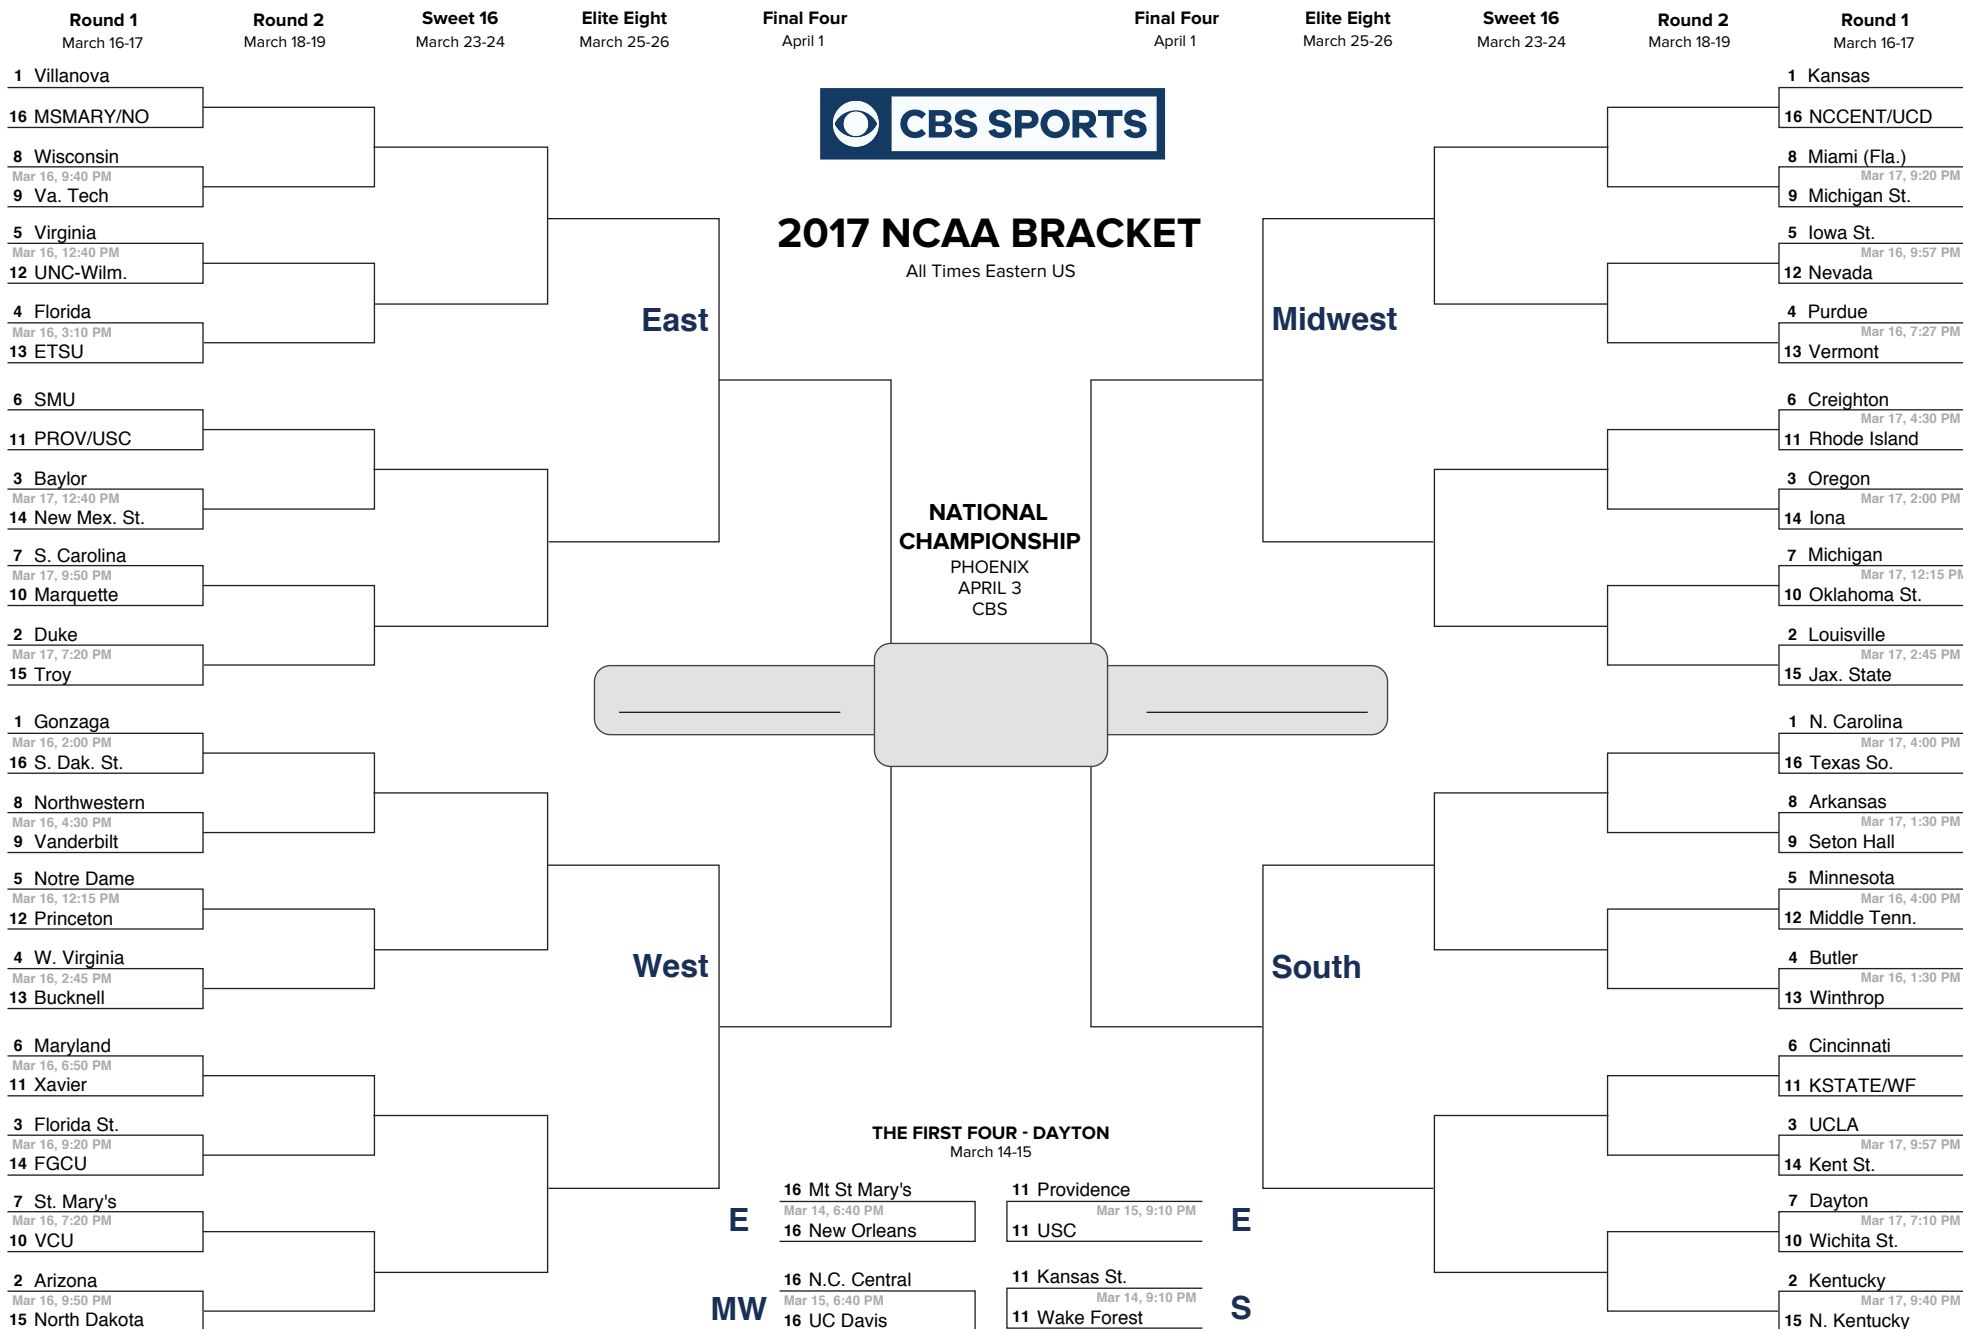 Round 1
March 16-17
Round 2
March 18-19
Sweet 16
March 23-24
Elite Eight
March 25-26
Final Four
April 1
Final Four
April 1
Elite Eight
March 25-26
Sweet 16
March 23-24
Round 2
March 18-19
Round 1
March 16-17
CBS SPORTS
2017 NCAA BRACKET
All Times Eastern US
East
1 Villanova
16 MSMARY/NO
8 Wisconsin
Mar 16, 9:40 PM
9 Va. Tech
5 Virginia
Mar 16, 12:40 PM
12 UNC-Wilm.
4 Florida
Mar 16, 3:10 PM
13 ETSU
6 SMU
11 PROV/USC
3 Baylor
Mar 17, 12:40 PM
14 New Mex. St.
7 S. Carolina
Mar 17, 9:50 PM
10 Marquette
2 Duke
Mar 17, 7:20 PM
15 Troy
West
1 Gonzaga
Mar 16, 2:00 PM
16 S. Dak. St.
8 Northwestern
Mar 16, 4:30 PM
9 Vanderbilt
5 Notre Dame
Mar 16, 12:15 PM
12 Princeton
4 W. Virginia
Mar 16, 2:45 PM
13 Bucknell
6 Maryland
Mar 16, 6:50 PM
11 Xavier
3 Florida St.
Mar 16, 9:20 PM
14 FGCU
7 St. Mary's
Mar 16, 7:20 PM
10 VCU
2 Arizona
Mar 16, 9:50 PM
15 North Dakota
NATIONAL
CHAMPIONSHIP
PHOENIX
APRIL 3
CBS
Midwest
1 Kansas
16 NCCENT/UCD
8 Miami (Fla.)
Mar 17, 9:20 PM
9 Michigan St.
5 Iowa St.
Mar 16, 9:57 PM
12 Nevada
4 Purdue
Mar 16, 7:27 PM
13 Vermont
6 Creighton
Mar 17, 4:30 PM
11 Rhode Island
3 Oregon
Mar 17, 2:00 PM
14 Iona
7 Michigan
Mar 17, 12:15 PM
10 Oklahoma St.
2 Louisville
Mar 17, 2:45 PM
15 Jax. State
South
1 N. Carolina
Mar 17, 4:00 PM
16 Texas So.
8 Arkansas
Mar 17, 1:30 PM
9 Seton Hall
5 Minnesota
Mar 16, 4:00 PM
12 Middle Tenn.
4 Butler
Mar 16, 1:30 PM
13 Winthrop
6 Cincinnati
11 KSTATE/WF
3 UCLA
Mar 17, 9:57 PM
14 Kent St.
7 Dayton
Mar 17, 7:10 PM
10 Wichita St.
2 Kentucky
Mar 17, 9:40 PM
15 N. Kentucky
THE FIRST FOUR - DAYTON
March 14-15
E
16 Mt St Mary's
Mar 14, 6:40 PM
16 New Orleans
11 Providence
Mar 15, 9:10 PM
11 USC
E
MW
16 N.C. Central
Mar 15, 6:40 PM
16 UC Davis
11 Kansas St.
Mar 14, 9:10 PM
11 Wake Forest
S